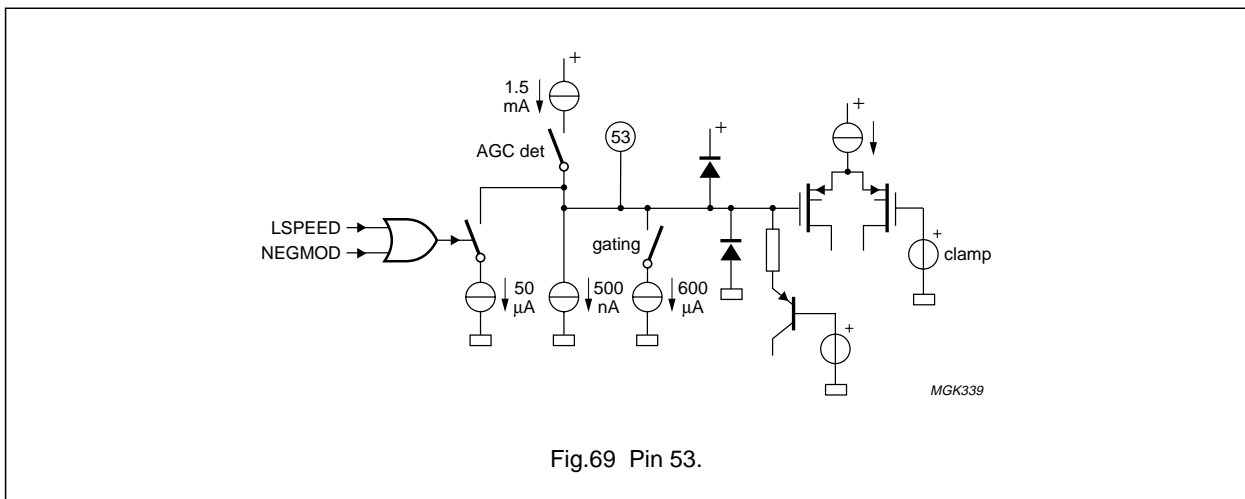 +
1.5
mA
AGC det
53
+
+
LSPEED
NEGMOD
gating
+
clamp
50
µA
500
nA
600
µA
+
MGK339
Fig.69 Pin 53.